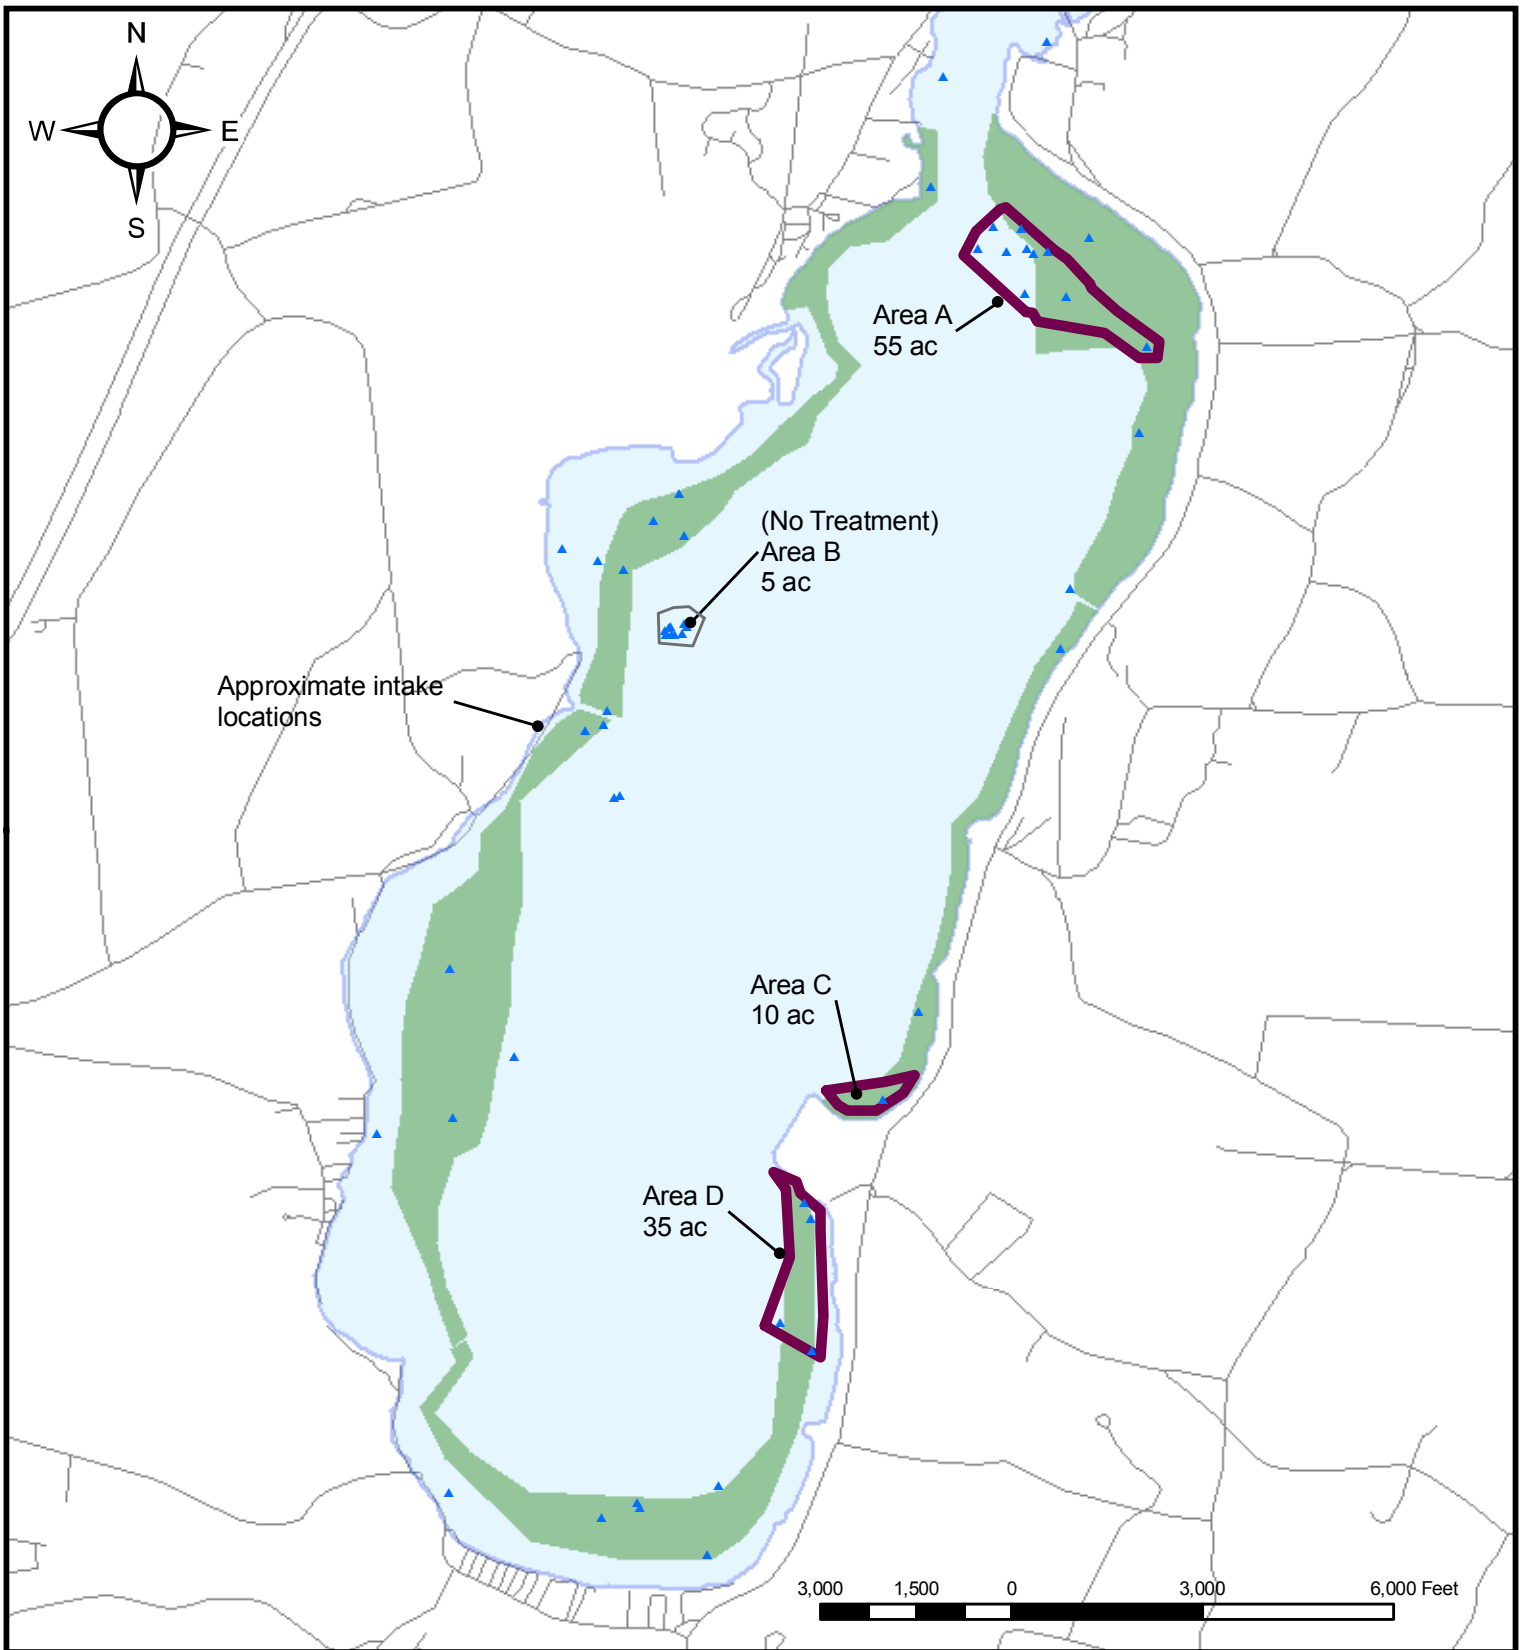 N
W
E
S
Area A
55 ac
(No Treatment)
Area B
5 ac
Approximate intake
locations
Area C
10 ac
Area D
35 ac
3,000 1,500 0 3,000 6,000 Feet